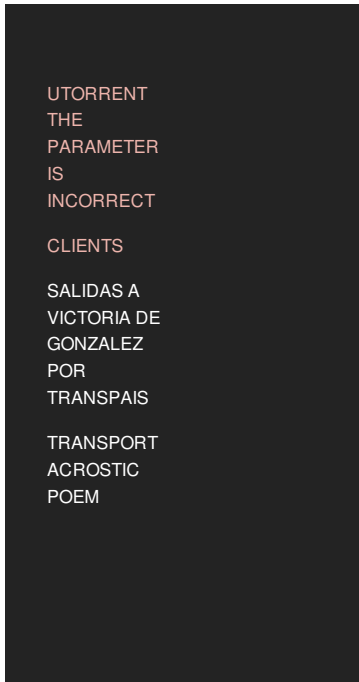 UTORRENT
THE
PARAMETER
IS
INCORRECT
CLIENTS
SALIDAS A
VICTORIA DE
GONZALEZ
POR
TRANSPAIS
TRANSPORT
ACROSTIC
POEM